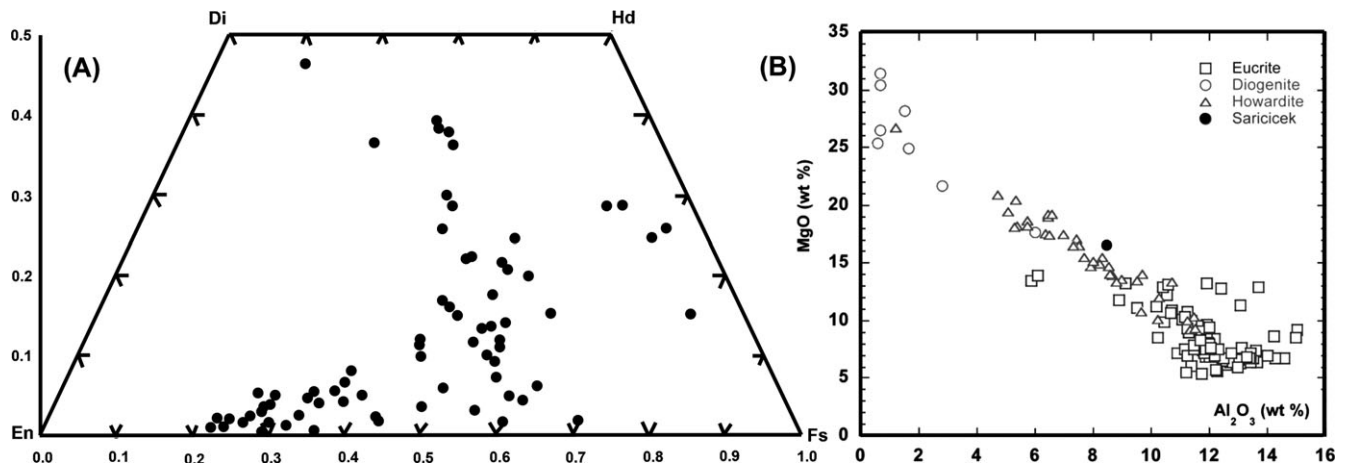 Di Hd
0.5
(A)
0.4
0.3
0.2
0.1
En Fs
0.0 0.1 0.2 0.3 0.4 0.5 0.6 0.7 0.8 0.9 1.0
(B)
35
30
25
20
15
10
5
0
MgO (wt %)
Eucrite
Diogenite
Howardite
Saricicek
Al₂O₃ (wt %)
0 2 4 6 8 10 12 14 16